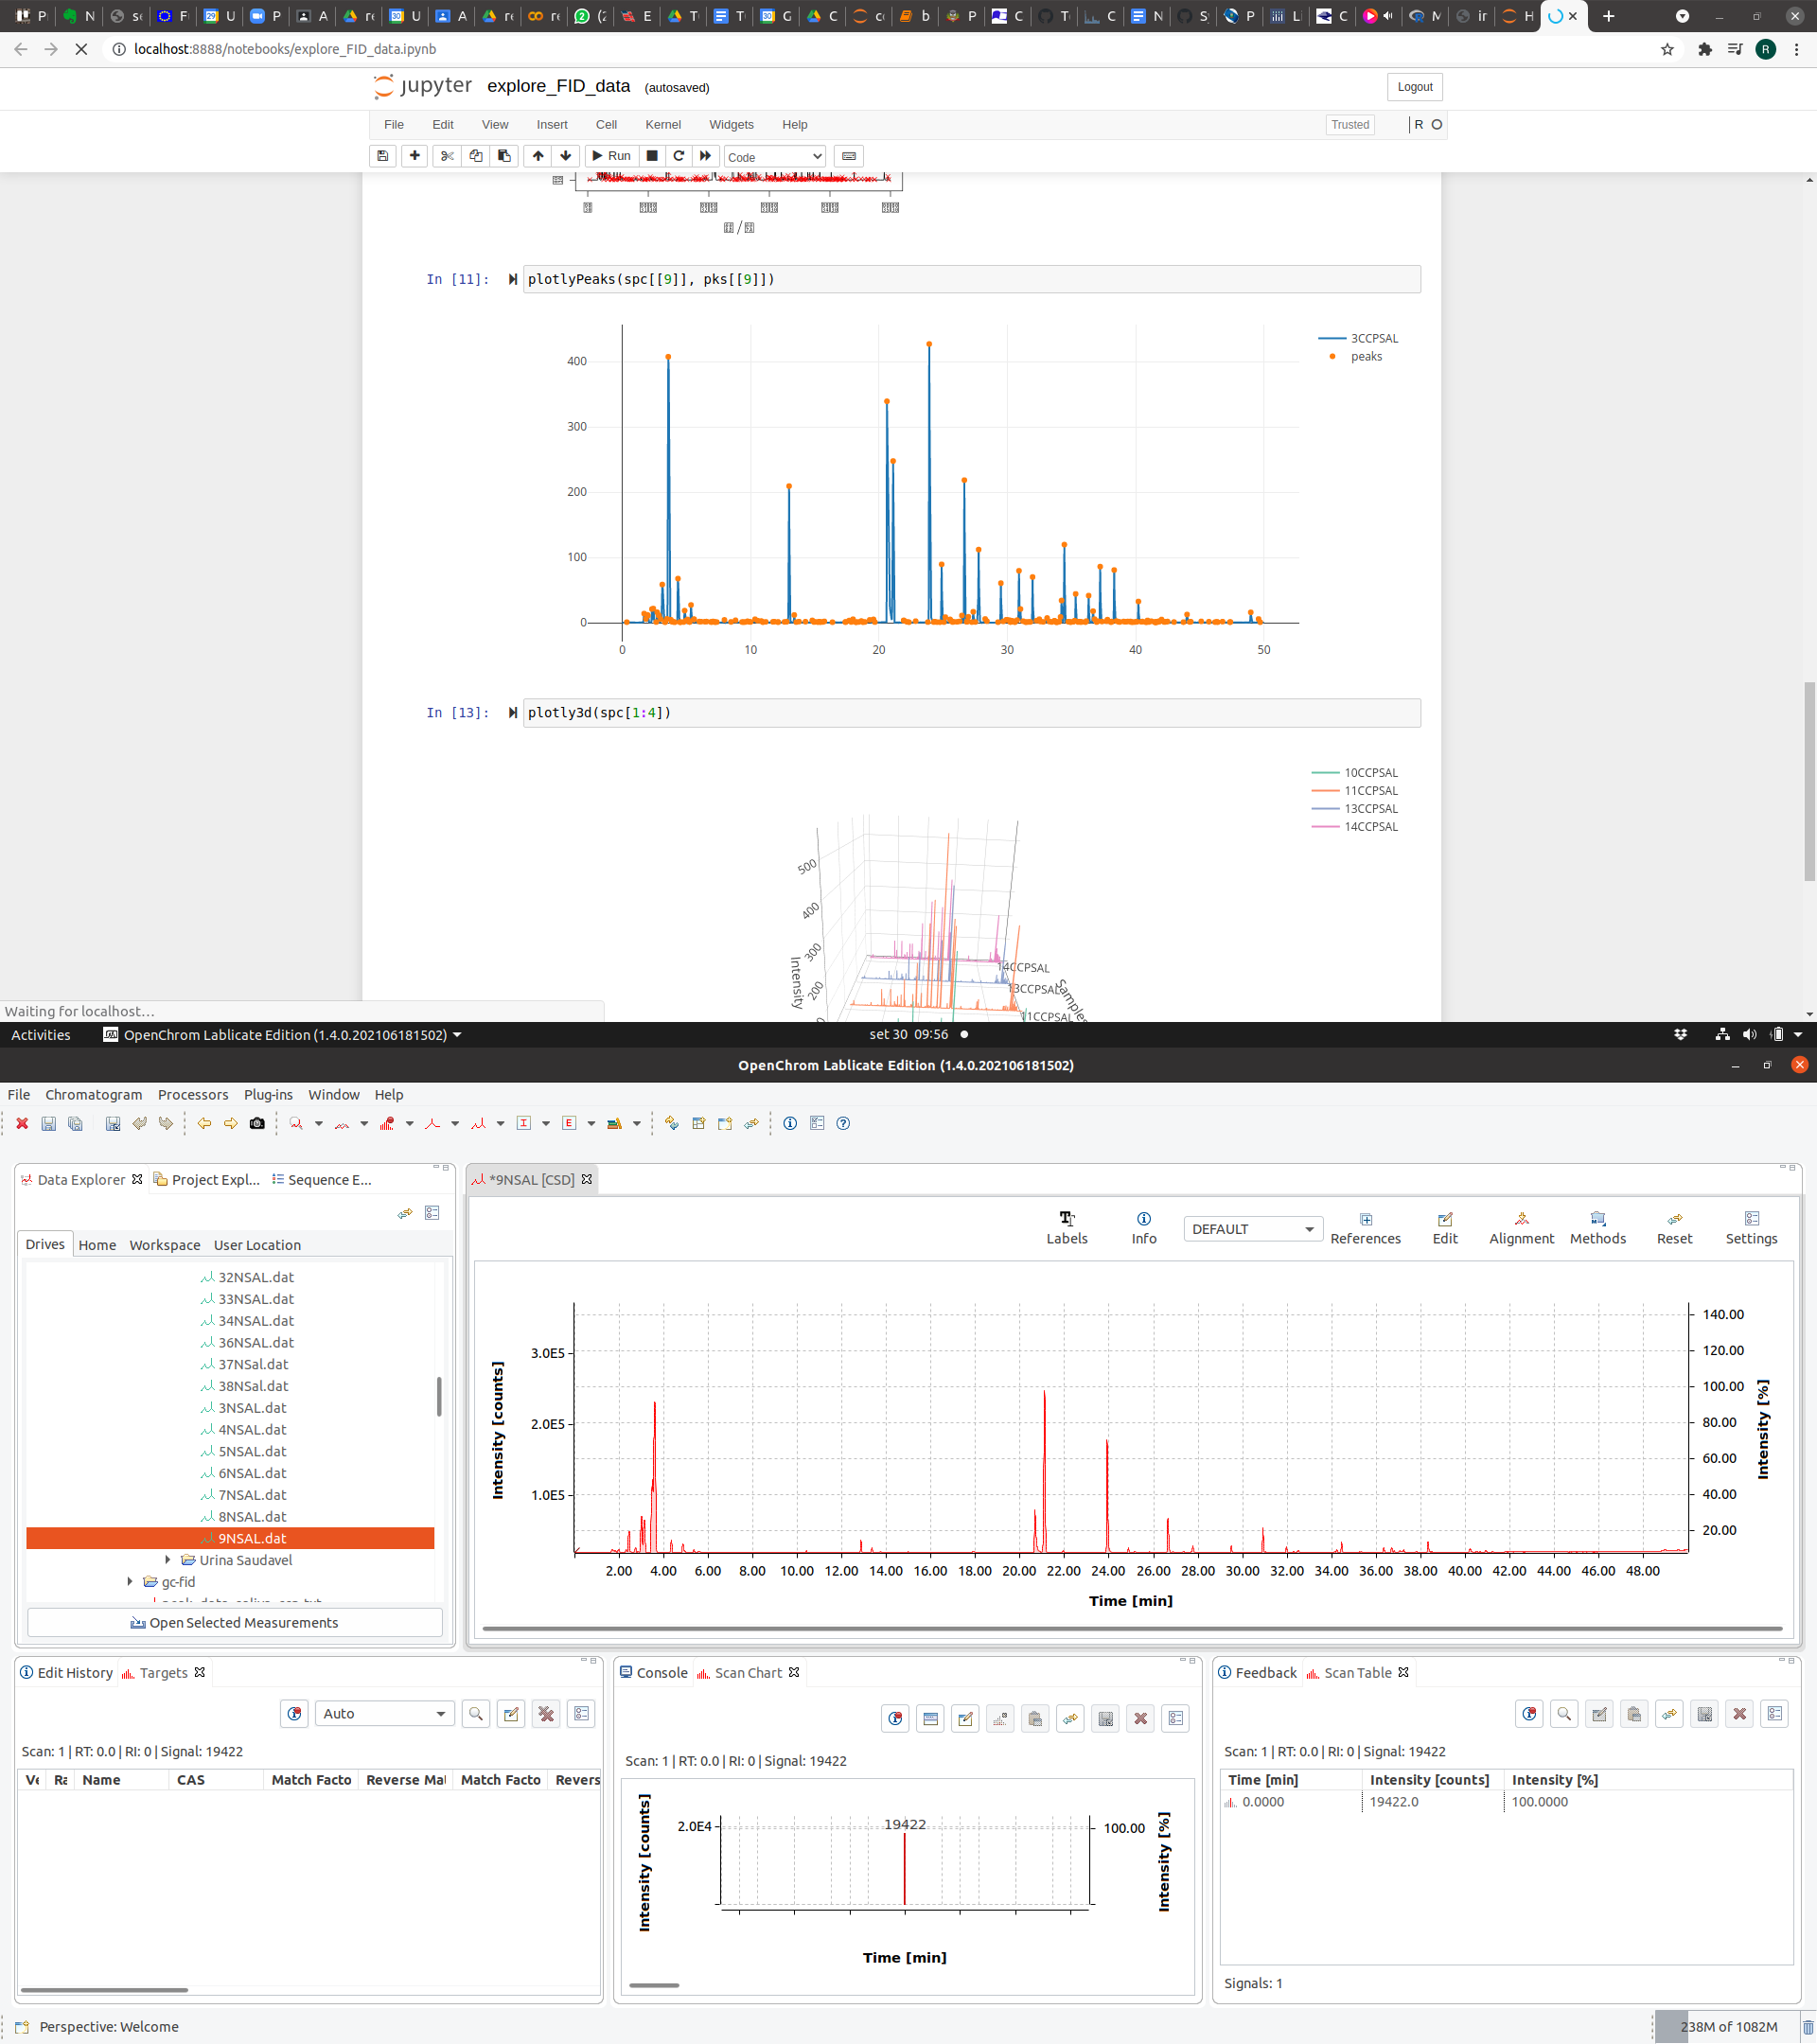 localhost:8888/notebooks/explore_FID_data.ipynb
R
jupyter explore_FID_data (autosaved)
Logout
File Edit View Insert Cell Kernel Widgets Help
Trusted R
Run Code
In [11]: plotlyPeaks(spc[[9]], pks[[9]])
3CCPSAL
peaks
400
300
200
100
0
0 10 20 30 40 50
In [13]: plotly3d(spc[1:4])
10CCPSAL
11CCPSAL
13CCPSAL
14CCPSAL
500
400
300
200
Intensity
14CCPSAL
13CCPSAL
11CCPSAL
Samples
Waiting for localhost...
Activities OpenChrom Lablicate Edition (1.4.0.202106181502) set 30 09:56
OpenChrom Lablicate Edition (1.4.0.202106181502)
File Chromatogram Processors Plug-ins Window Help
Data Explorer Project Expl... Sequence E...
Drives Home Workspace User Location
32NSAL.dat
33NSAL.dat
34NSAL.dat
36NSAL.dat
37NSal.dat
38NSal.dat
3NSAL.dat
4NSAL.dat
5NSAL.dat
6NSAL.dat
7NSAL.dat
8NSAL.dat
9NSAL.dat
Urina Saudavel
gc-fid
Open Selected Measurements
*9NSAL [CSD]
Labels Info DEFAULT References Edit Alignment Methods Reset Settings
Intensity [counts]
3.0E5
2.0E5
1.0E5
140.00
120.00
100.00
80.00
60.00
40.00
20.00
Intensity [%]
2.00 4.00 6.00 8.00 10.00 12.00 14.00 16.00 18.00 20.00 22.00 24.00 26.00 28.00 30.00 32.00 34.00 36.00 38.00 40.00 42.00 44.00 46.00 48.00
Time [min]
Edit History Targets
Auto
Scan: 1 | RT: 0.0 | RI: 0 | Signal: 19422
Ve Ra Name CAS Match Facto Reverse Mat Match Facto Revers
Console Scan Chart
Scan: 1 | RT: 0.0 | RI: 0 | Signal: 19422
Intensity [counts]
2.0E4
19422
100.00
Intensity [%]
Time [min]
Feedback Scan Table
Scan: 1 | RT: 0.0 | RI: 0 | Signal: 19422
Time [min] Intensity [counts] Intensity [%]
0.0000 19422.0 100.0000
Signals: 1
Perspective: Welcome
238M of 1082M